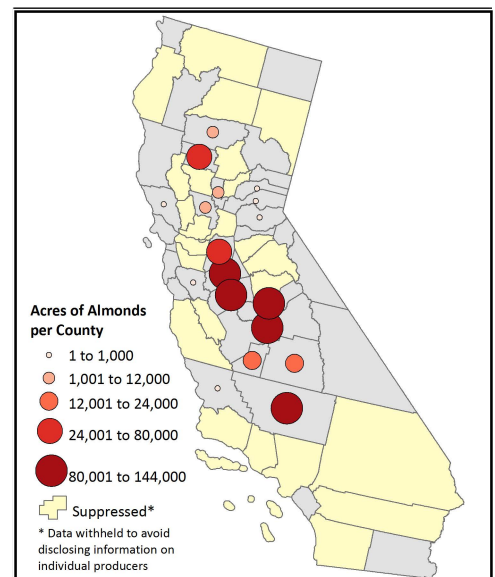 Acres of Almonds
per County
1 to 1,000
1,001 to 12,000
12,001 to 24,000
24,001 to 80,000
80,001 to 144,000
Suppressed*
* Data withheld to avoid
disclosing information on
individual producers